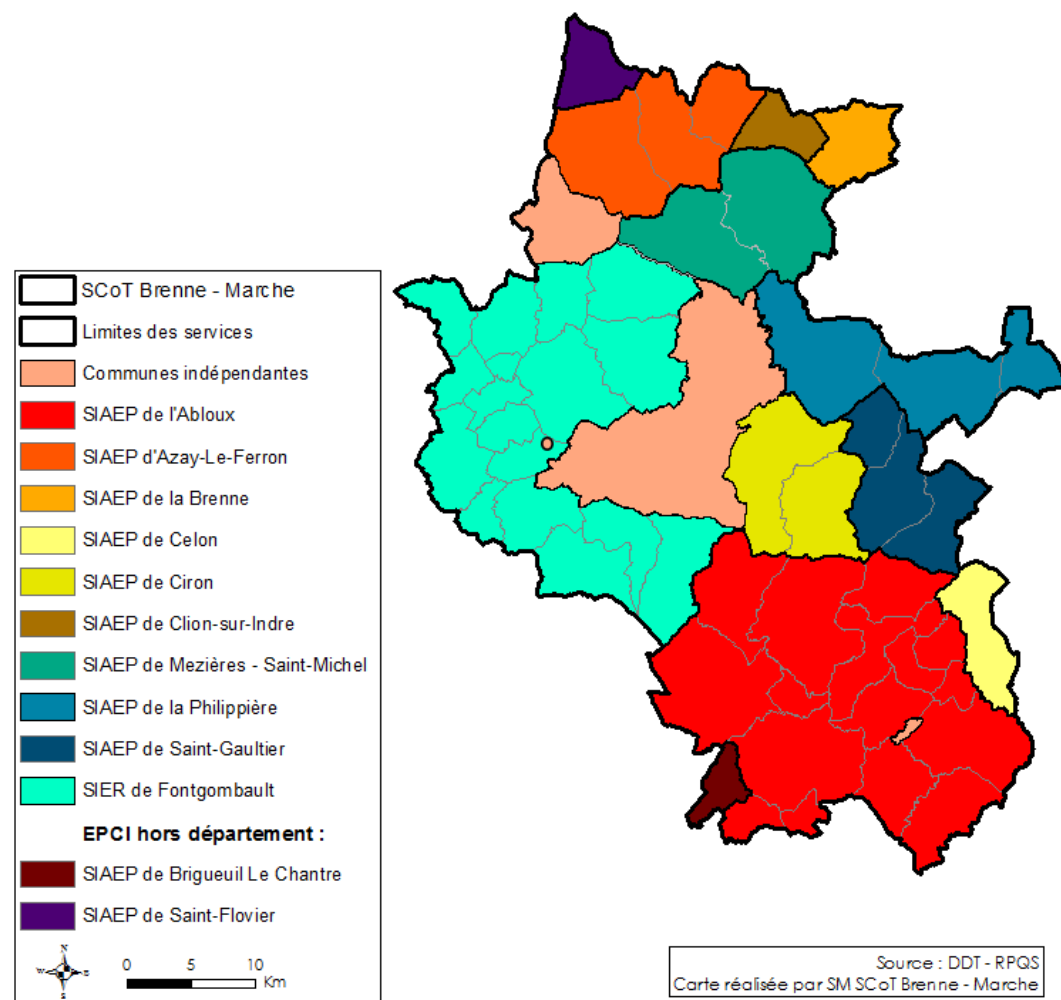 SCoT Brenne - Marche
Limites des services
Communes indépendantes
SIAEP de l'Abloux
SIAEP d'Azay-Le-Ferron
SIAEP de la Brenne
SIAEP de Celon
SIAEP de Ciron
SIAEP de Clion-sur-Indre
SIAEP de Mezières - Saint-Michel
SIAEP de la Philippière
SIAEP de Saint-Gaultier
SIER de Fontgombault
EPCI hors département :
SIAEP de Brigueuil Le Chantre
SIAEP de Saint-Flovier
N
W E
S
0 5 10
Km
Source : DDT - RPQS
Carte réalisée par SM SCoT Brenne - Marche